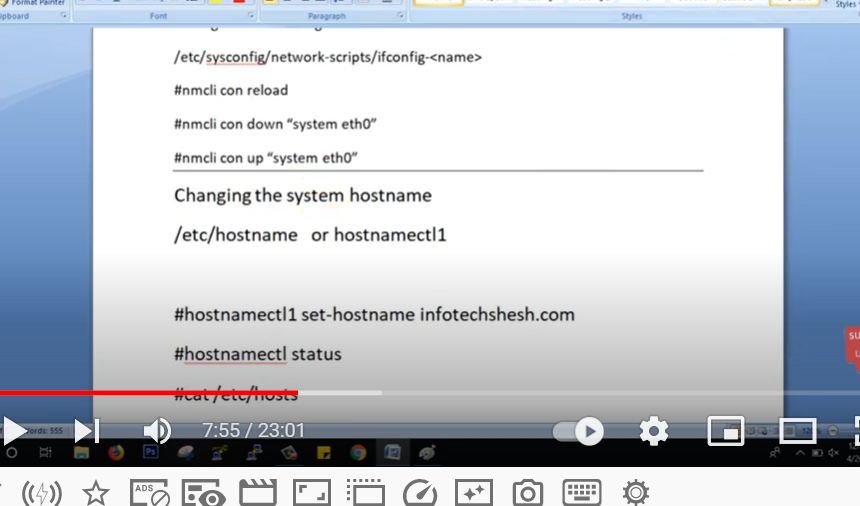 Format Painter
Font
Paragraph
Styles
Styles
/etc/sysconfig/network-scripts/ifconfig-<name>
#nmcli con reload
#nmcli con down “system eth0”
#nmcli con up “system eth0”
Changing the system hostname
/etc/hostname or hostnamectl1
#hostnamectl1 set-hostname infotechshesh.com
#hostnamectl status
#cat /etc/hosts
7:55 / 23:01
Words: 555
Ps
ADS